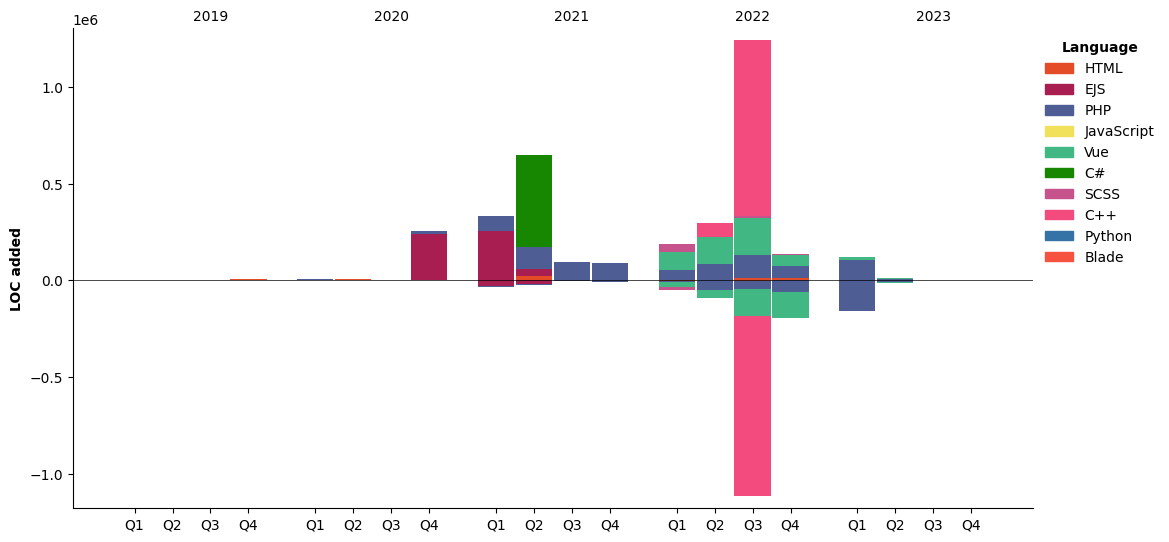 2019 2020 2021 2022 2023
1e6
LOC added
1.0
0.5
0.0
−0.5
−1.0
Q1 Q2 Q3 Q4 Q1 Q2 Q3 Q4 Q1 Q2 Q3 Q4 Q1 Q2 Q3 Q4 Q1 Q2 Q3 Q4
Language
HTML
EJS
PHP
JavaScript
Vue
C#
SCSS
C++
Python
Blade